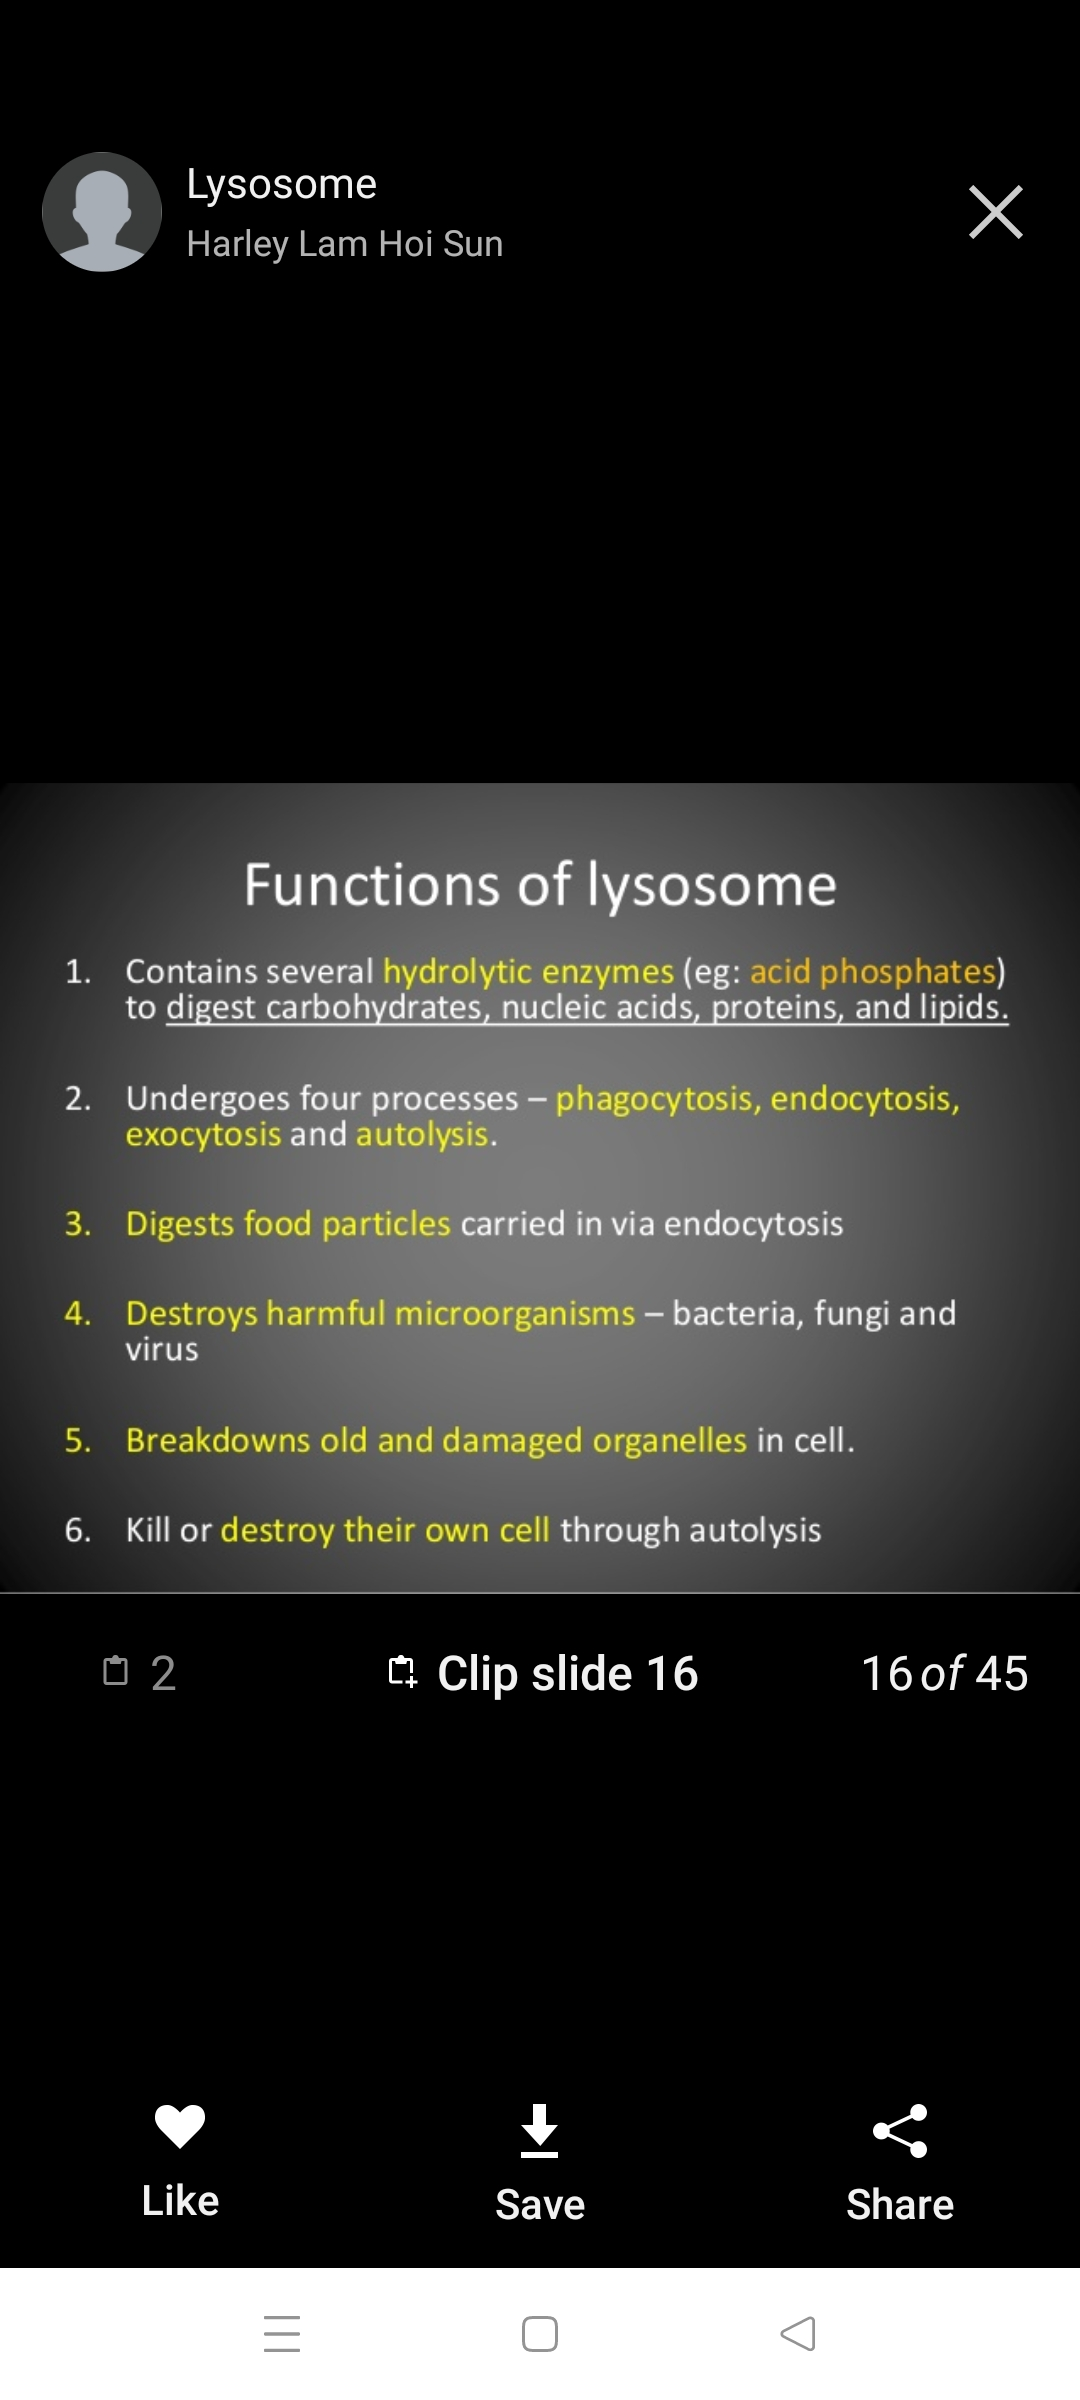 Lysosome
Harley Lam Hoi Sun
Functions of lysosome
1. Contains several hydrolytic enzymes (eg: acid phosphates)
to digest carbohydrates, nucleic acids, proteins, and lipids.
2. Undergoes four processes – phagocytosis, endocytosis,
exocytosis and autolysis.
3. Digests food particles carried in via endocytosis
4. Destroys harmful microorganisms – bacteria, fungi and
virus
5. Breakdowns old and damaged organelles in cell.
6. Kill or destroy their own cell through autolysis
2 Clip slide 16 16 of 45
Like Save Share